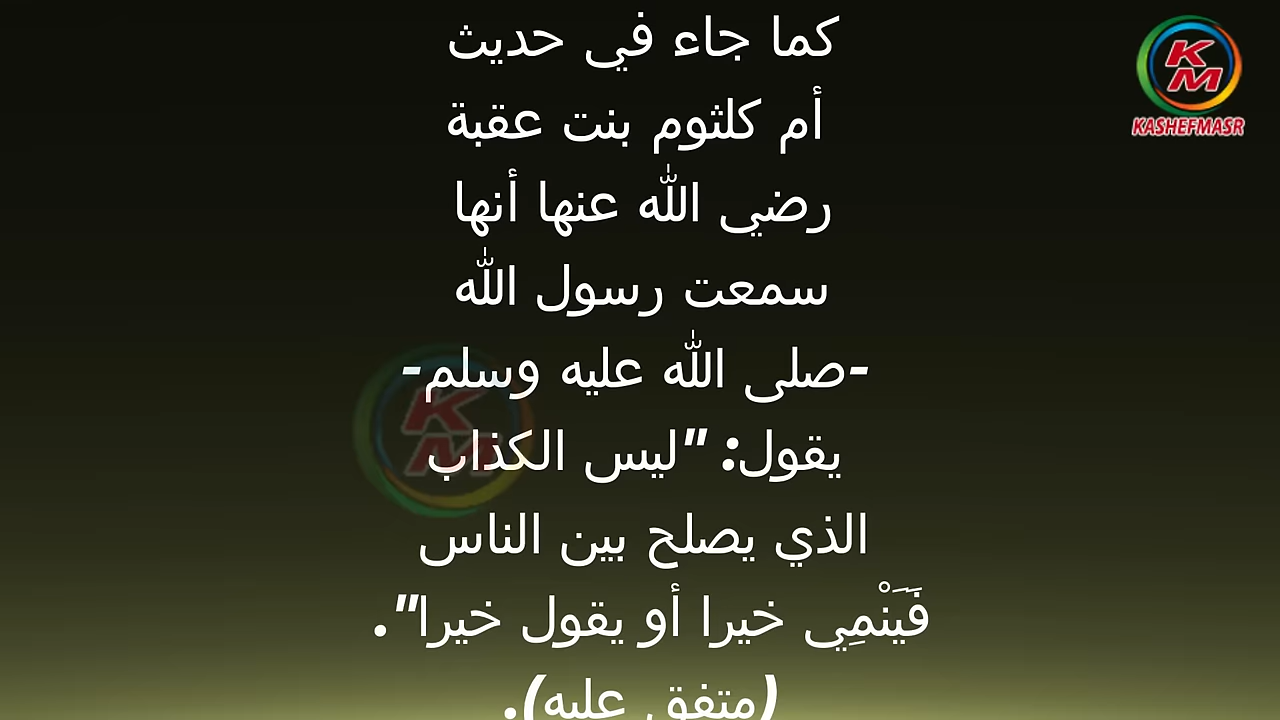 كما جاء في حديث
أم كلثوم بنت عقبة
رضي الله عنها أنها
سمعت رسول الله
-صلى الله عليه وسلم-
يقول: "ليس الكذاب
الذي يصلح بين الناس
فَيَنْمِي خيرا أو يقول خيرا".
(متفق عليه).
KM
KASHEFMASR
KM